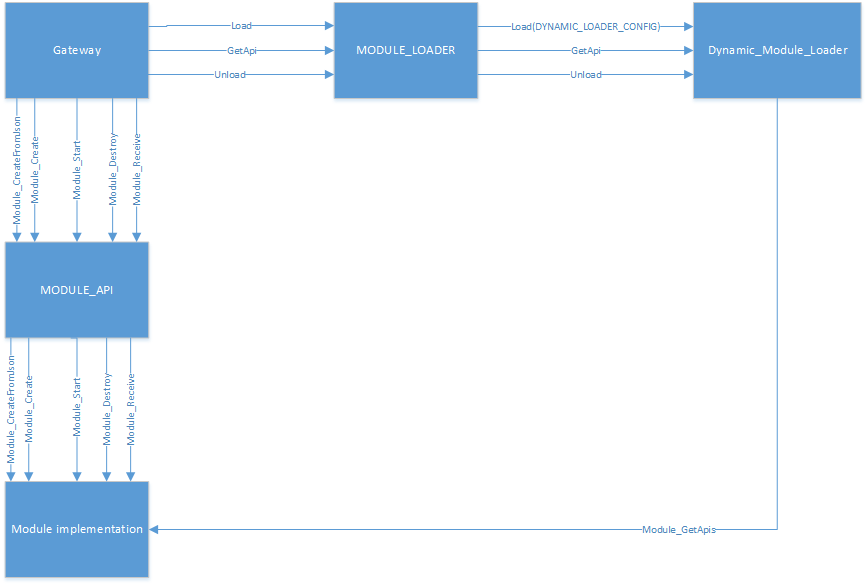 Gateway
Load
GetApi
Unload
MODULE_LOADER
Load(DYNAMIC_LOADER_CONFIG)
GetApi
Unload
Dynamic_Module_Loader
Module_CreateFromJson
Module_Create
Module_Start
Module_Destroy
Module_Receive
MODULE_API
Module_CreateFromJson
Module_Create
Module_Start
Module_Destroy
Module_Receive
Module implementation
Module_GetApis